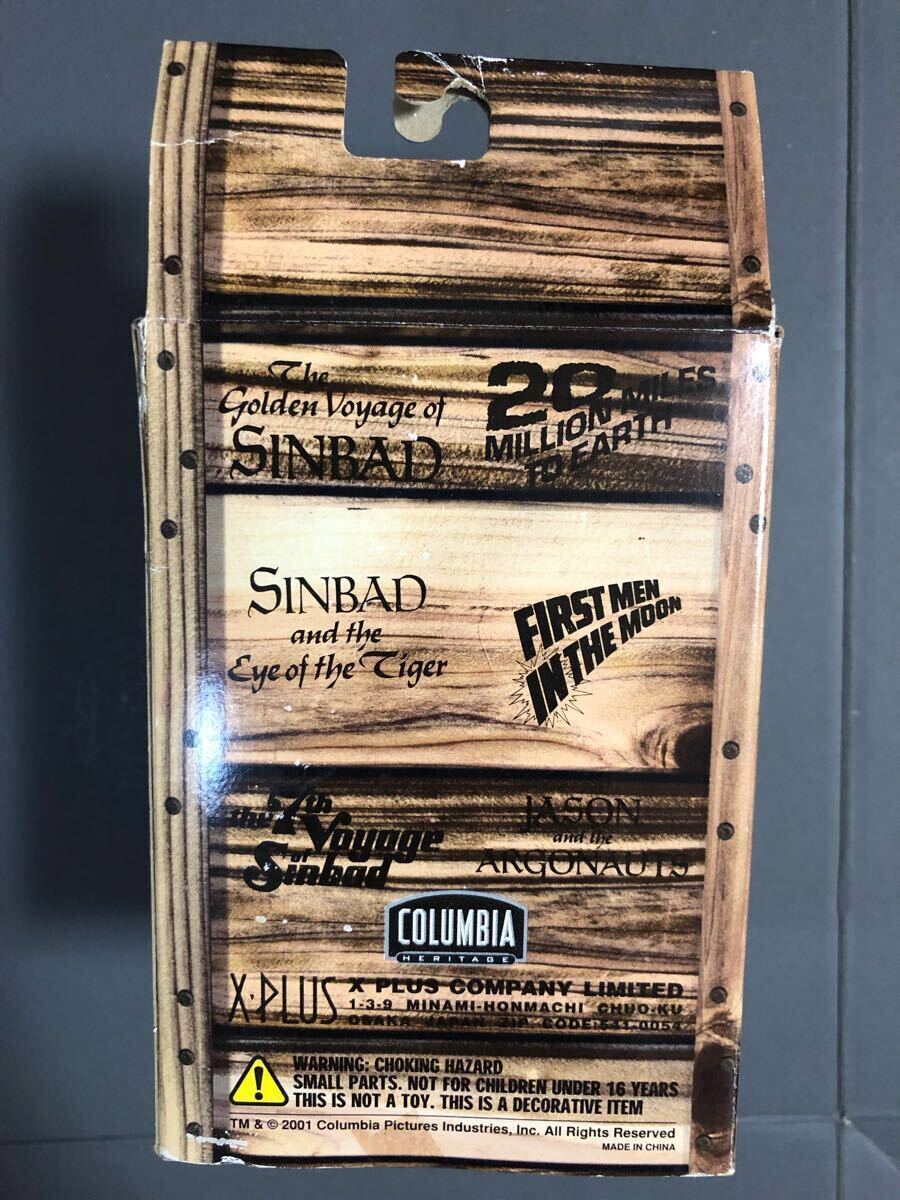 The
Golden Voyage of
SINBAD
20
MILLION MILES
TO EARTH
SINBAD
and the
Eye of the Tiger
FIRST MEN
IN THE MOON
the 7th
Voyage
of
Sinbad
JASON
and the
ARGONAUTS
COLUMBIA
HERITAGE
X·PLUS
X PLUS COMPANY LIMITED
1-3-9 MINAMI-HONMACHI CHUO-KU
OSAKA JAPAN ZIP CODE:541-0054
WARNING: CHOKING HAZARD
SMALL PARTS. NOT FOR CHILDREN UNDER 16 YEARS
THIS IS NOT A TOY. THIS IS A DECORATIVE ITEM
TM & © 2001 Columbia Pictures Industries, Inc. All Rights Reserved
MADE IN CHINA